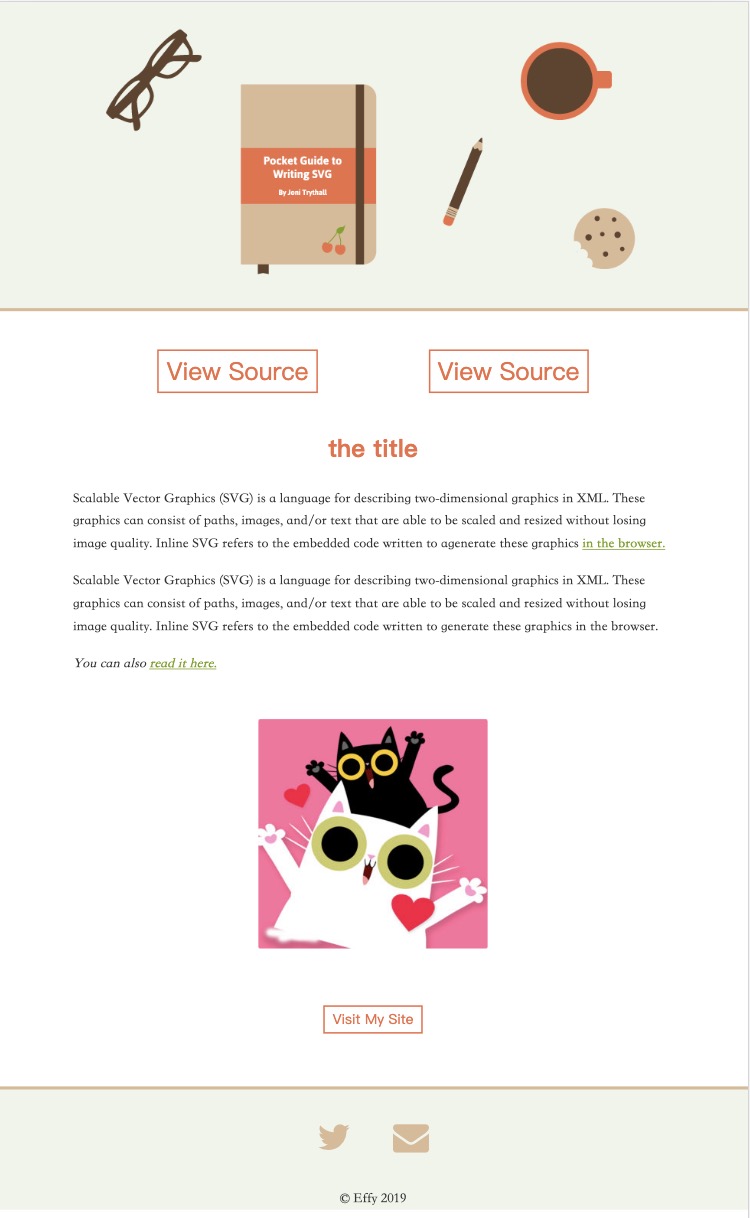 Pocket Guide to
Writing SVG
By Joni Trythall
View Source
View Source
the title
Scalable Vector Graphics (SVG) is a language for describing two-dimensional graphics in XML. These
graphics can consist of paths, images, and/or text that are able to be scaled and resized without losing
image quality. Inline SVG refers to the embedded code written to agenerate these graphics in the browser.
Scalable Vector Graphics (SVG) is a language for describing two-dimensional graphics in XML. These
graphics can consist of paths, images, and/or text that are able to be scaled and resized without losing
image quality. Inline SVG refers to the embedded code written to generate these graphics in the browser.
You can also read it here.
Visit My Site
© Effy 2019